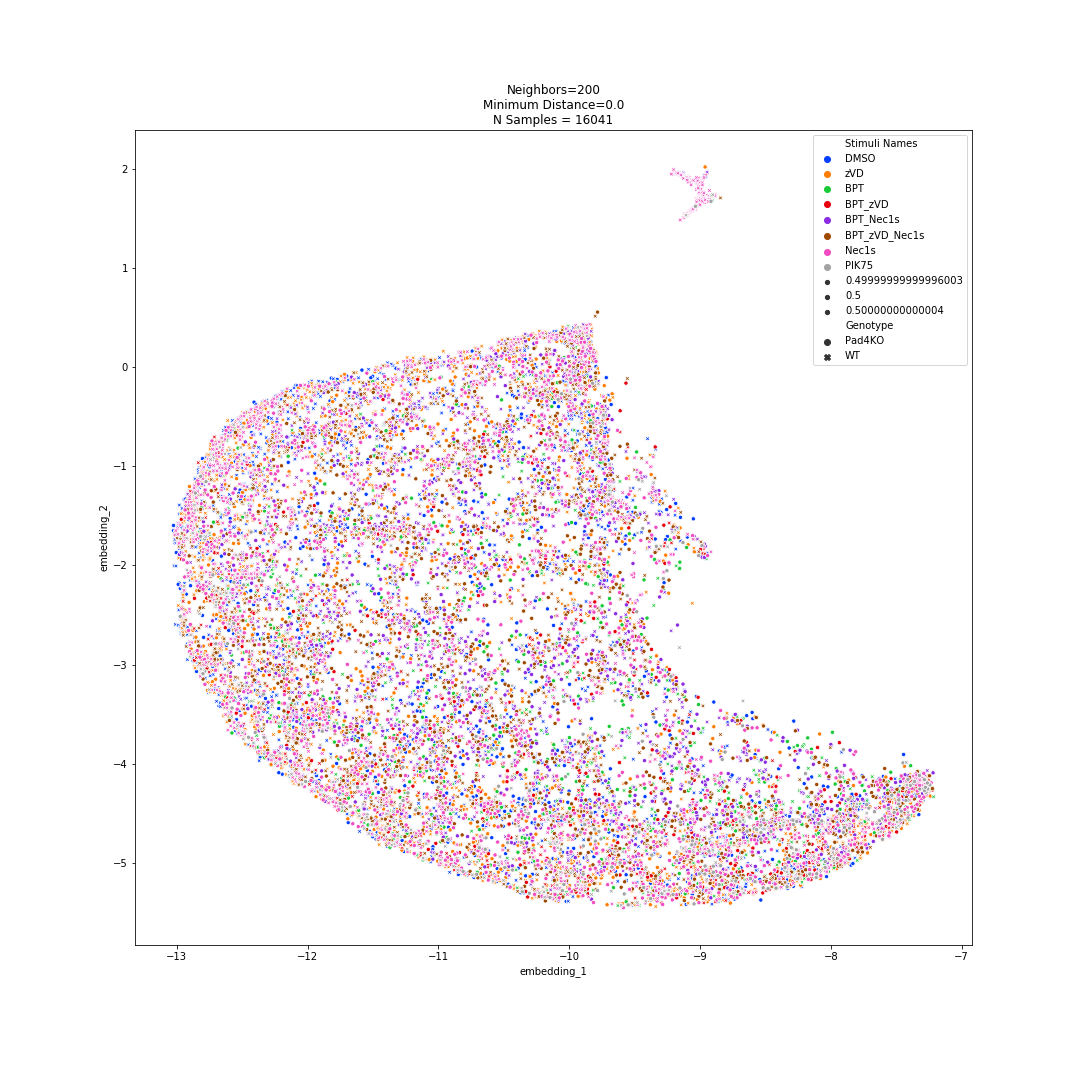 Neighbors=200
Minimum Distance=0.0
N Samples = 16041
Stimuli Names
DMSO
zVD
BPT
BPT_zVD
BPT_Nec1s
BPT_zVD_Nec1s
Nec1s
PIK75
0.49999999999996003
0.5
0.50000000000004
Genotype
Pad4KO
WT
2
1
0
−1
−2
−3
−4
−5
embedding_2
−13 −12 −11 −10 −9 −8 −7
embedding_1